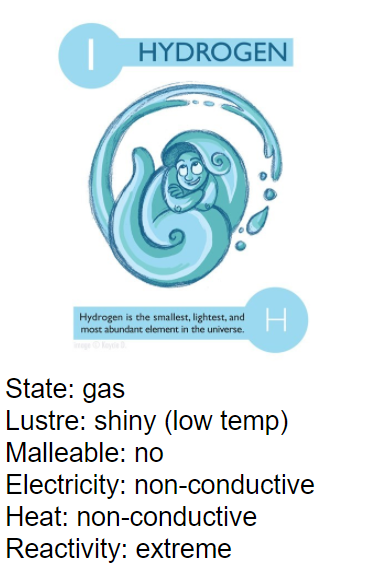 1
HYDROGEN
Hydrogen is the smallest, lightest, and
most abundant element in the universe.
H
State: gas
Lustre: shiny (low temp)
Malleable: no
Electricity: non-conductive
Heat: non-conductive
Reactivity: extreme